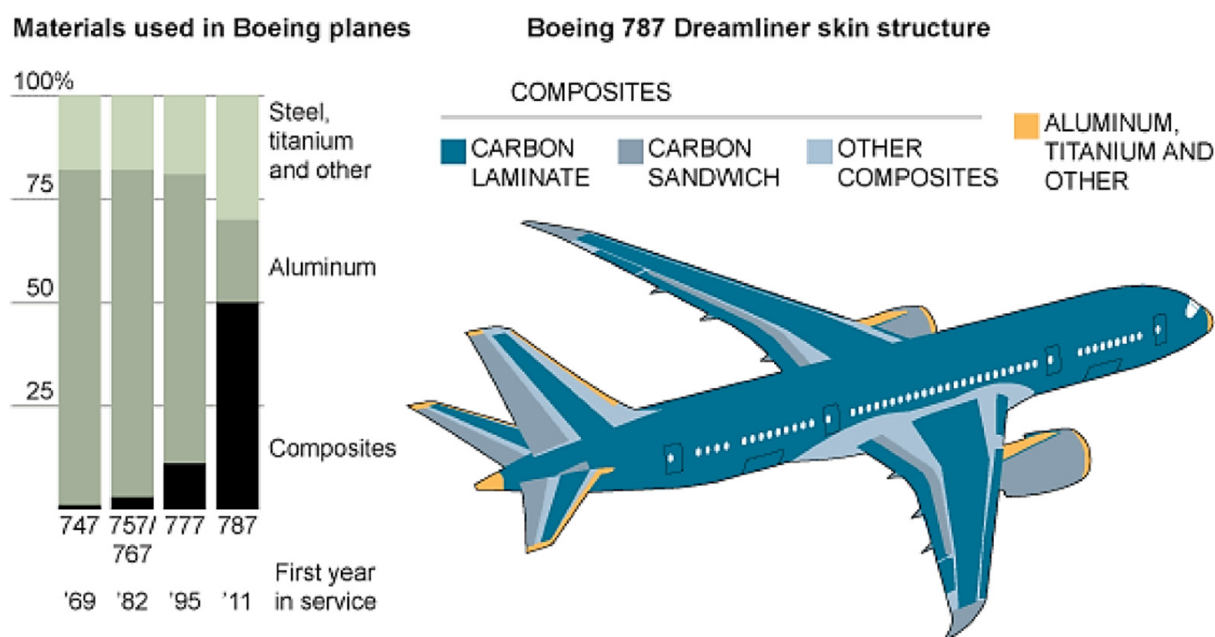 Materials used in Boeing planes
100%
75
50
25
Steel,
titanium
and other
Aluminum
Composites
747
757/
767
777
787
'69
'82
'95
'11
First year
in service
Boeing 787 Dreamliner skin structure
COMPOSITES
CARBON
LAMINATE
CARBON
SANDWICH
OTHER
COMPOSITES
ALUMINUM,
TITANIUM AND
OTHER